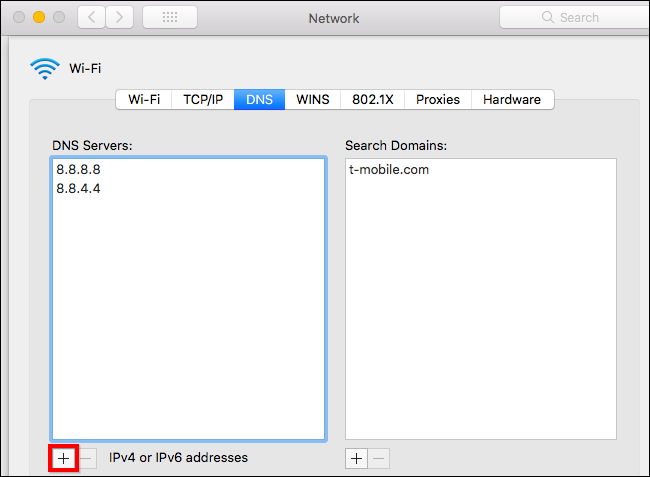 Network
Search
Wi-Fi
Wi-Fi TCP/IP DNS WINS 802.1X Proxies Hardware
DNS Servers:
8.8.8.8
8.8.4.4
Search Domains:
t-mobile.com
+ − IPv4 or IPv6 addresses
+ −